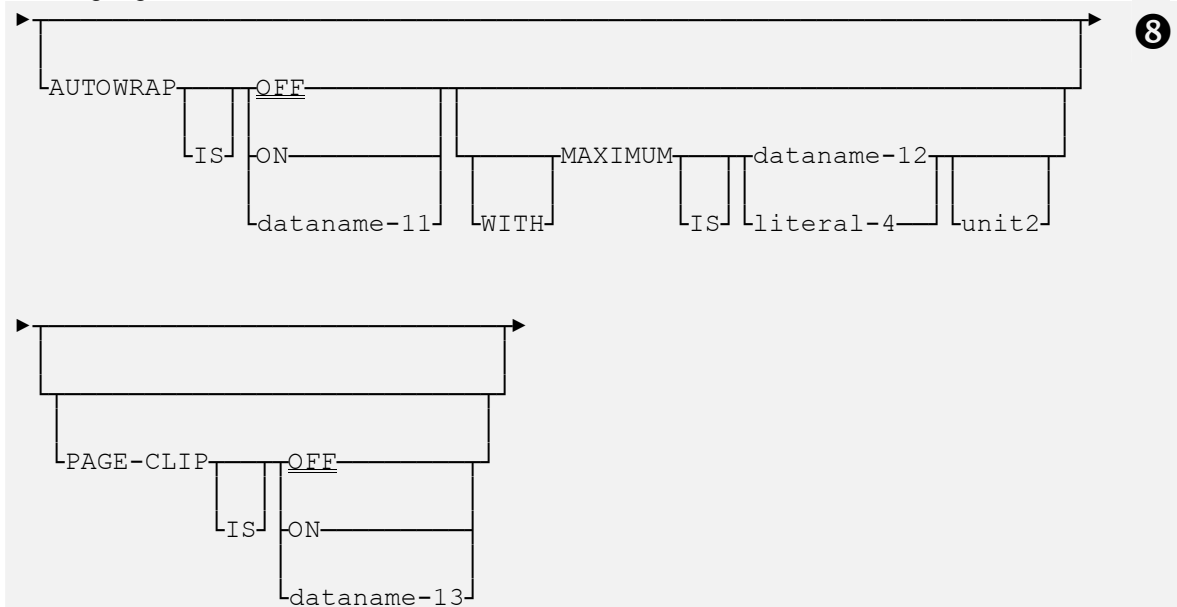 ❽
AUTOWRAP OFF
IS ON MAXIMUM dataname-12
dataname-11 WITH IS literal-4 unit2
PAGE-CLIP OFF
IS ON
dataname-13